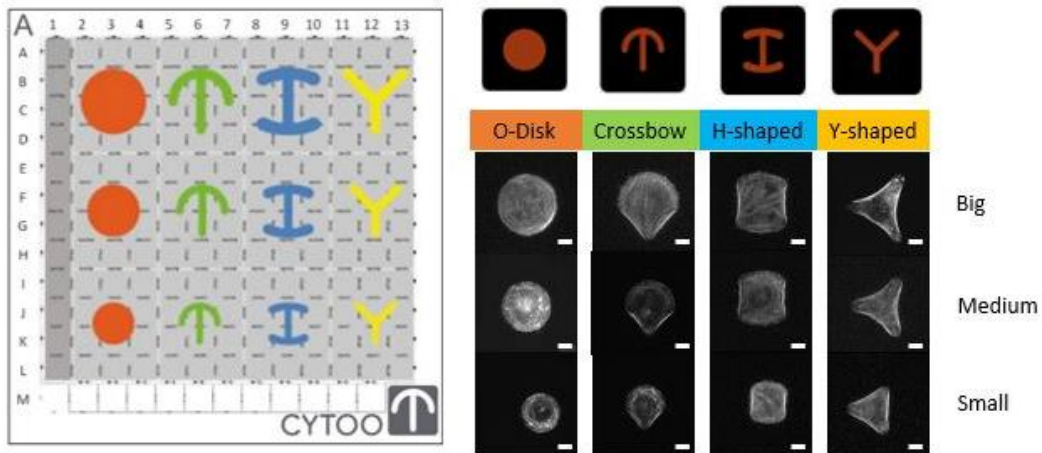 A
1 2 3 4 5 6 7 8 9 10 11 12 13
A
B
C
D
E
F
G
H
I
J
K
L
M
CYTOO
O-Disk Crossbow H-shaped Y-shaped
Big
Medium
Small